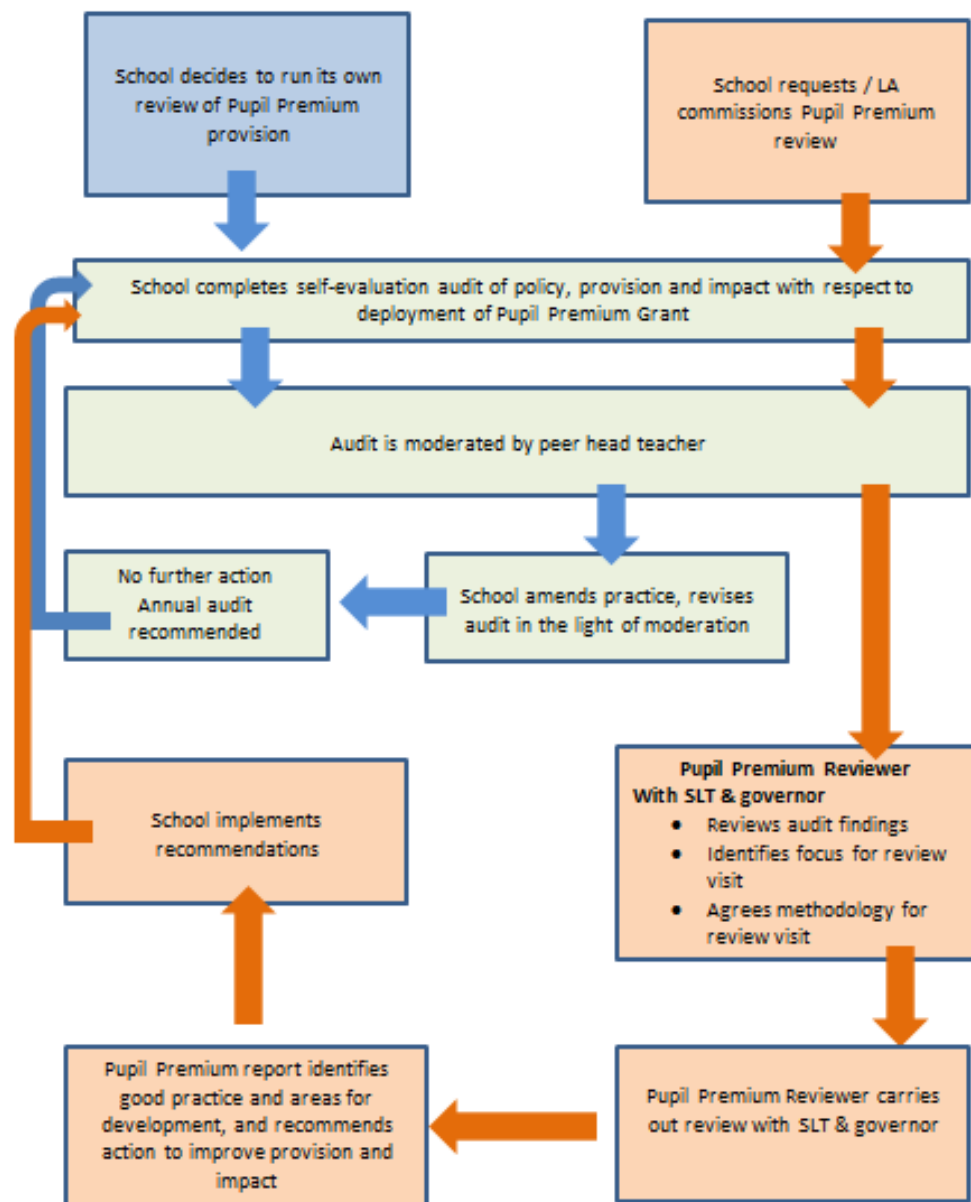 School decides to run its own
review of Pupil Premium
provision
School requests / LA
commissions Pupil Premium
review
School completes self-evaluation audit of policy, provision and impact with respect to
deployment of Pupil Premium Grant
Audit is moderated by peer head teacher
No further action
Annual audit
recommended
School amends practice, revises
audit in the light of moderation
School implements
recommendations
Pupil Premium Reviewer
With SLT & governor
• Reviews audit findings
• Identifies focus for review
visit
• Agrees methodology for
review visit
Pupil Premium report identifies
good practice and areas for
development, and recommends
action to improve provision and
impact
Pupil Premium Reviewer carries
out review with SLT & governor